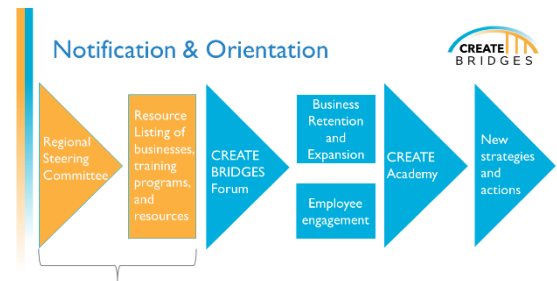 Notification & Orientation
CREATE
BRIDGES
Regional
Steering
Committee
Resource
Listing of
businesses,
training
programs,
and
resources
CREATE
BRIDGES
Forum
Business
Retention
and
Expansion
Employee
engagement
CREATE
Academy
New
strategies
and
actions